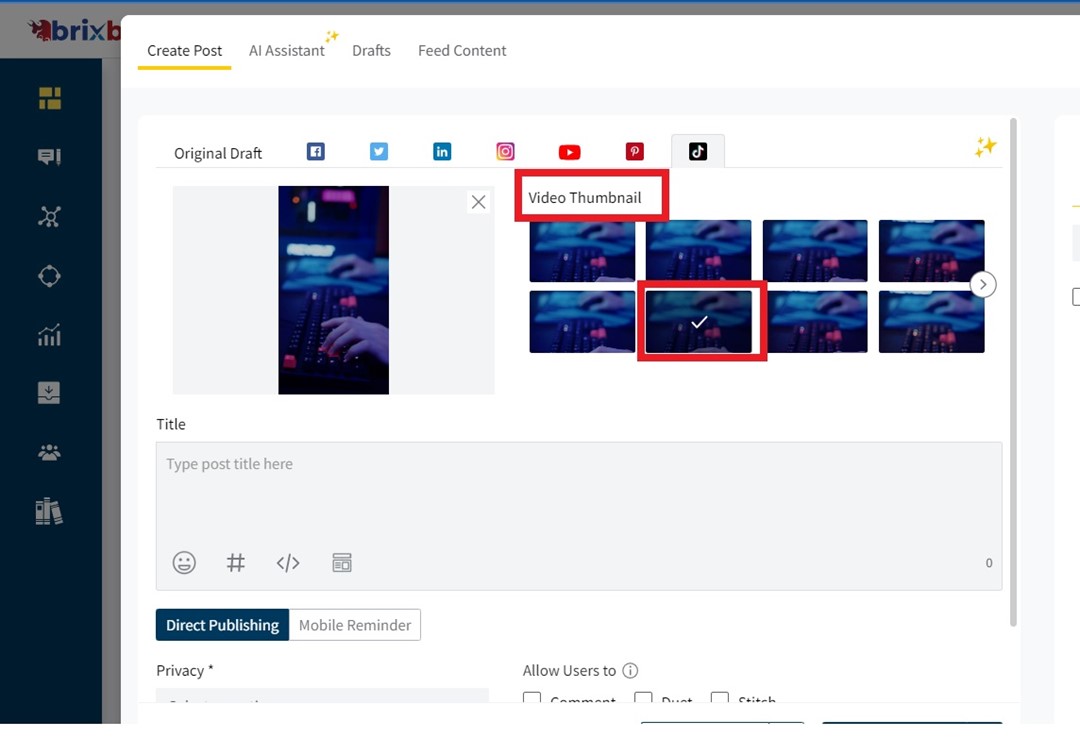 brixb
Create Post AI Assistant Drafts Feed Content
Original Draft
Video Thumbnail
Title
Type post title here
0
Direct Publishing Mobile Reminder
Privacy * Allow Users to
Comment Duet Stitch